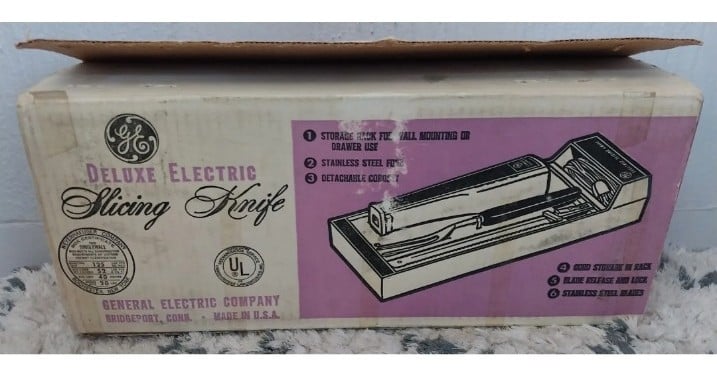 GE
DELUXE ELECTRIC
Slicing Knife
UL
GENERAL ELECTRIC COMPANY
BRIDGEPORT, CONN. • MADE IN U.S.A.
1 STORAGE RACK FOR WALL MOUNTING OR
DRAWER USE
2 STAINLESS STEEL FORK
3 DETACHABLE CORDSET
4 CORD STORAGE IN RACK
5 BLADE RELEASE AND LOCK
6 STAINLESS STEEL BLADES